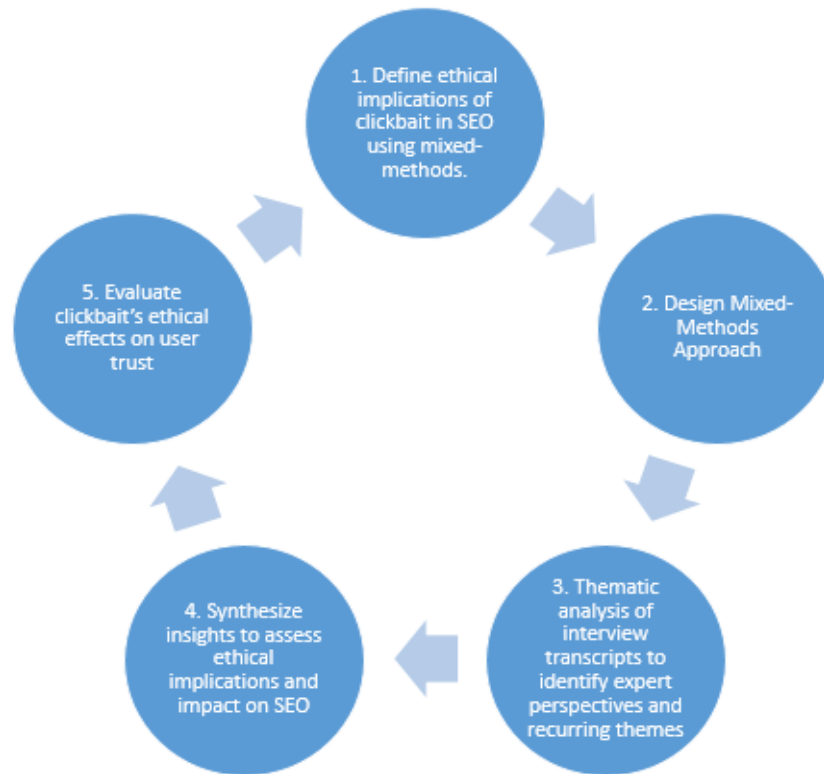 1. Define ethical
implications of
clickbait in SEO
using mixed-
methods.
2. Design Mixed-
Methods
Approach
3. Thematic
analysis of
interview
transcripts to
identify expert
perspectives and
recurring themes
4. Synthesize
insights to assess
ethical
implications and
impact on SEO
5. Evaluate
clickbait's ethical
effects on user
trust